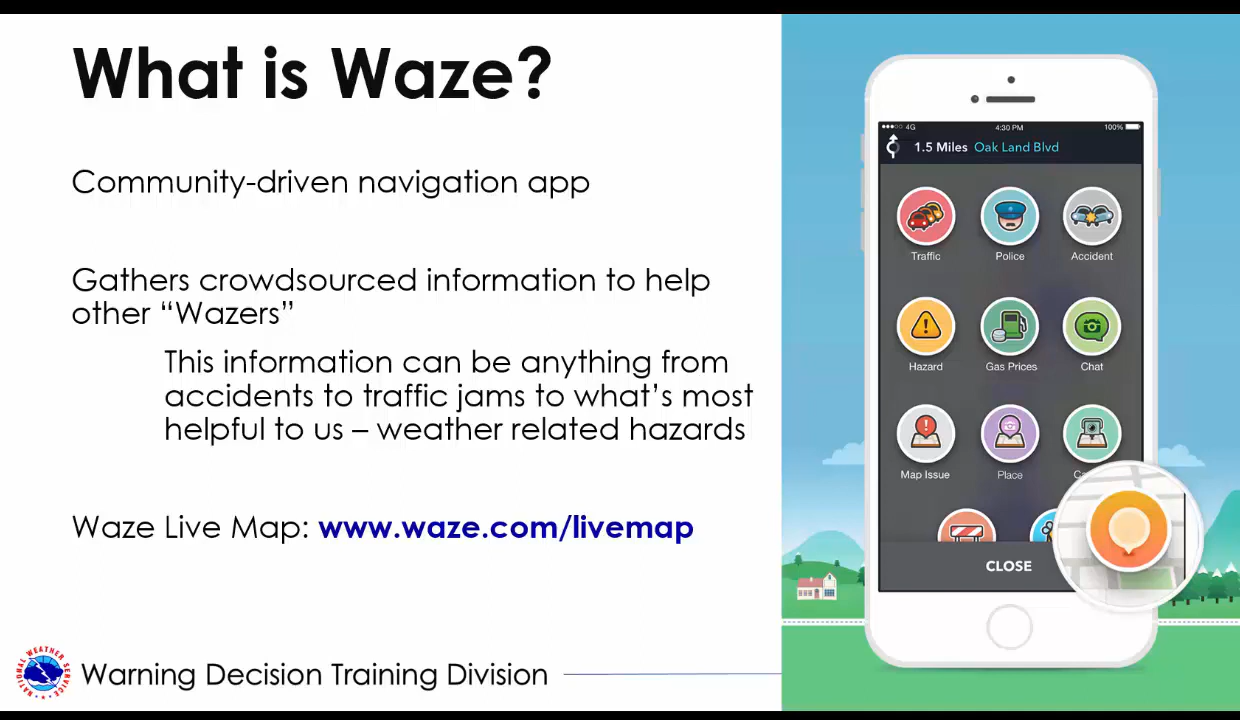 What is Waze?
Community-driven navigation app
Gathers crowdsourced information to help
other “Wazers”
This information can be anything from
accidents to traffic jams to what’s most
helpful to us – weather related hazards
Waze Live Map: www.waze.com/livemap
NATIONAL WEATHER SERVICE
Warning Decision Training Division
4G 4:30 PM 100%
1.5 Miles Oak Land Blvd
Traffic Police Accident
Hazard Gas Prices Chat
Map Issue Place
CLOSE